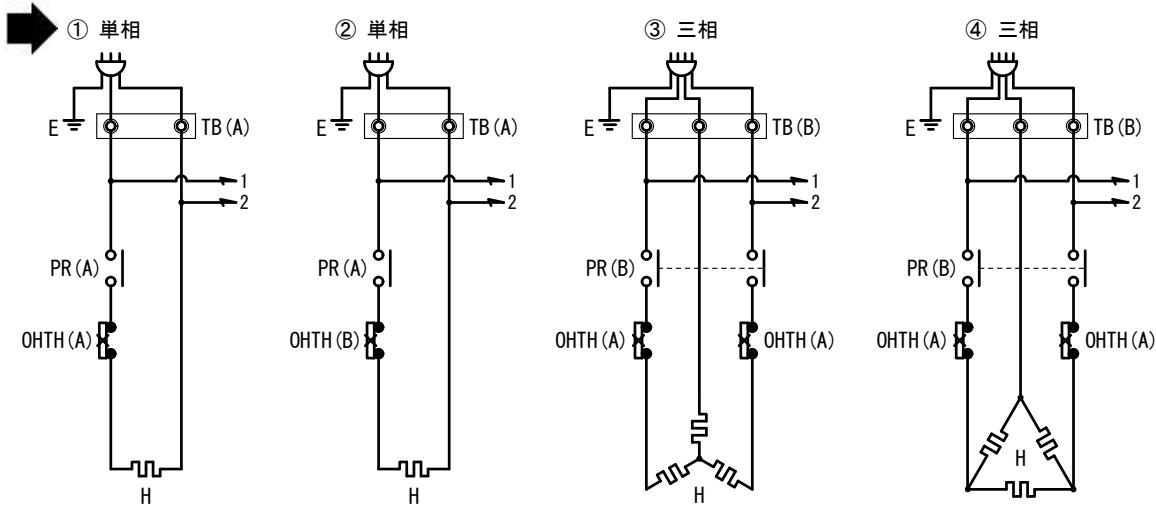 ① 単相
② 単相
③ 三相
④ 三相
E
TB(A)
E
TB(A)
E
TB(B)
E
TB(B)
1
2
1
2
1
2
1
2
PR(A)
PR(A)
PR(B)
PR(B)
OHTH(A)
OHTH(B)
OHTH(A)
OHTH(A)
OHTH(A)
OHTH(A)
H
H
H
H